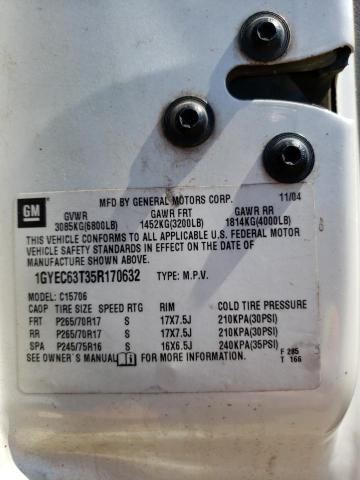 MFD BY GENERAL MOTORS CORP. 11/04
GM
GVWR GAWR FRT GAWR RR
3085KG(6800LB) 1452KG(3200LB) 1814KG(4000LB)
THIS VEHICLE CONFORMS TO ALL APPLICABLE U.S. FEDERAL MOTOR
VEHICLE SAFETY STANDARDS IN EFFECT ON THE DATE OF
MANUFACTURE SHOWN ABOVE.
1GYEC63T35R170632 TYPE: M.P.V.
MODEL: C15706
CAOP TIRE SIZE SPEED RTG RIM COLD TIRE PRESSURE
FRT P265/70R17 S 17X7.5J 210KPA(30PSI)
RR P265/70R17 S 17X7.5J 210KPA(30PSI)
SPA P245/75R16 S 16X6.5J 240KPA(35PSI)
SEE OWNER'S MANUAL FOR MORE INFORMATION. F 285
T 166